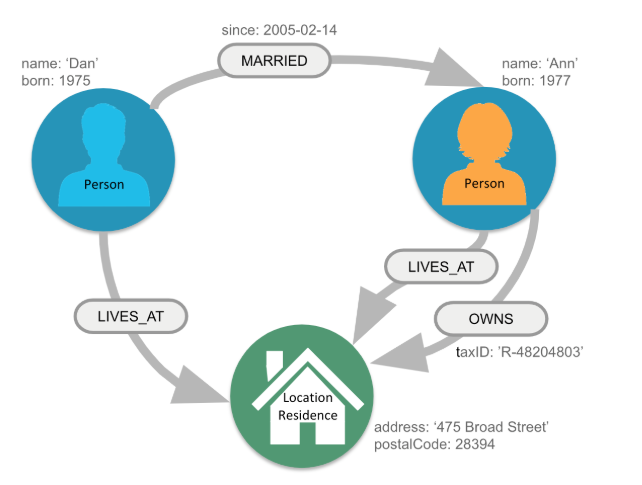 since: 2005-02-14
MARRIED
name: ‘Dan’
born: 1975
name: ‘Ann’
born: 1977
Person
Person
LIVES_AT
LIVES_AT
OWNS
taxID: ’R-48204803’
Location
Residence
address: ‘475 Broad Street’
postalCode: 28394